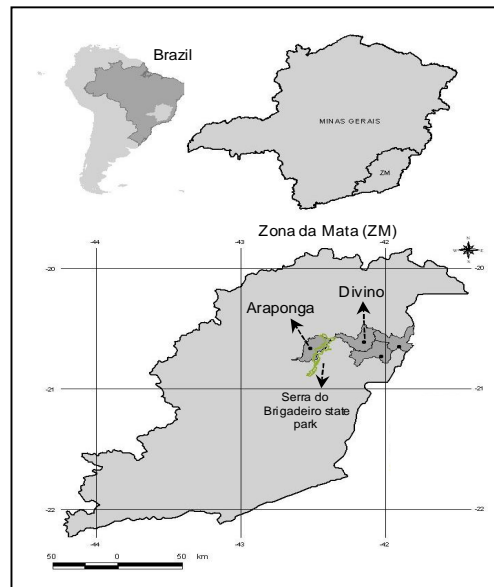 Brazil
MINAS GERAIS
ZM
Zona da Mata (ZM)
-44
-43
-42
-20
-20
Divino
Araponga
-21
-21
Serra do
Brigadeiro state
park
-22
-22
-44
-43
-42
50 0 50
km